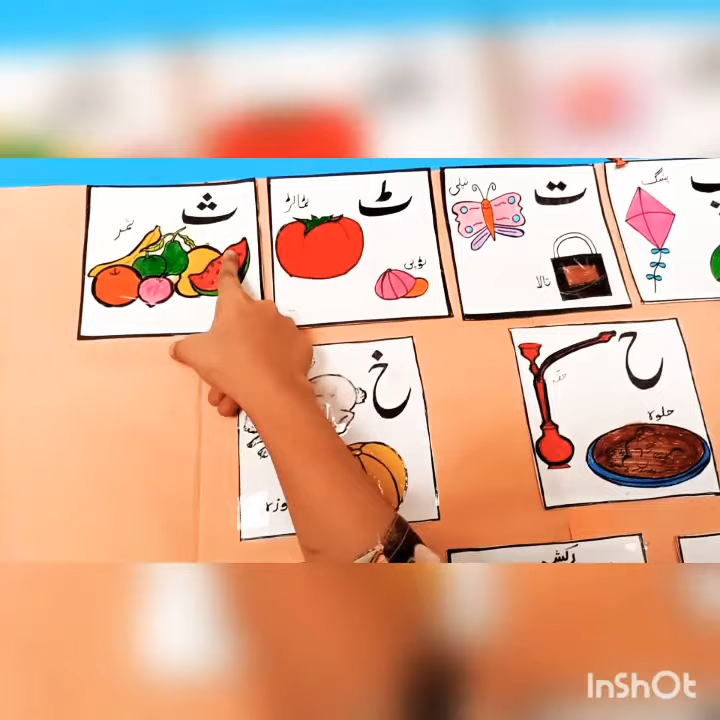 پ
پتنگ
ت
تتلی
تالا
ٹ
ٹماٹر
ٹوپی
ث
ثمر
ح
حقہ
حلوہ
خ
InShOt